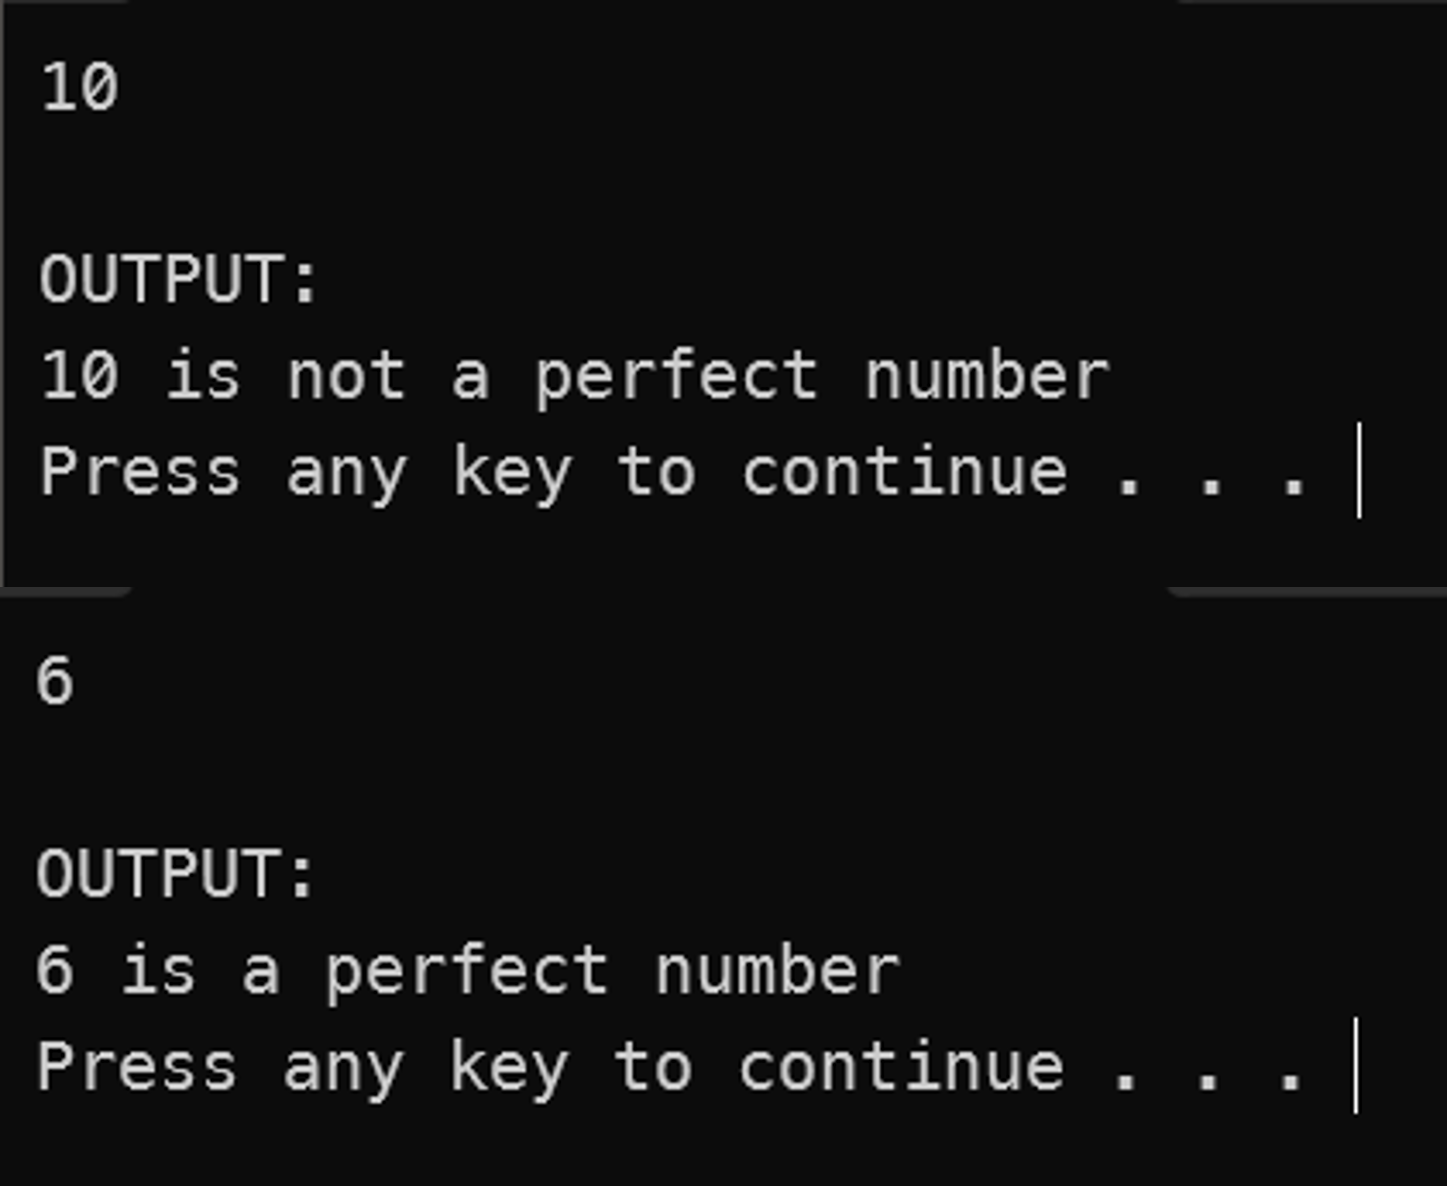 10
OUTPUT:
10 is not a perfect number
Press any key to continue . . .
6
OUTPUT:
6 is a perfect number
Press any key to continue . . .